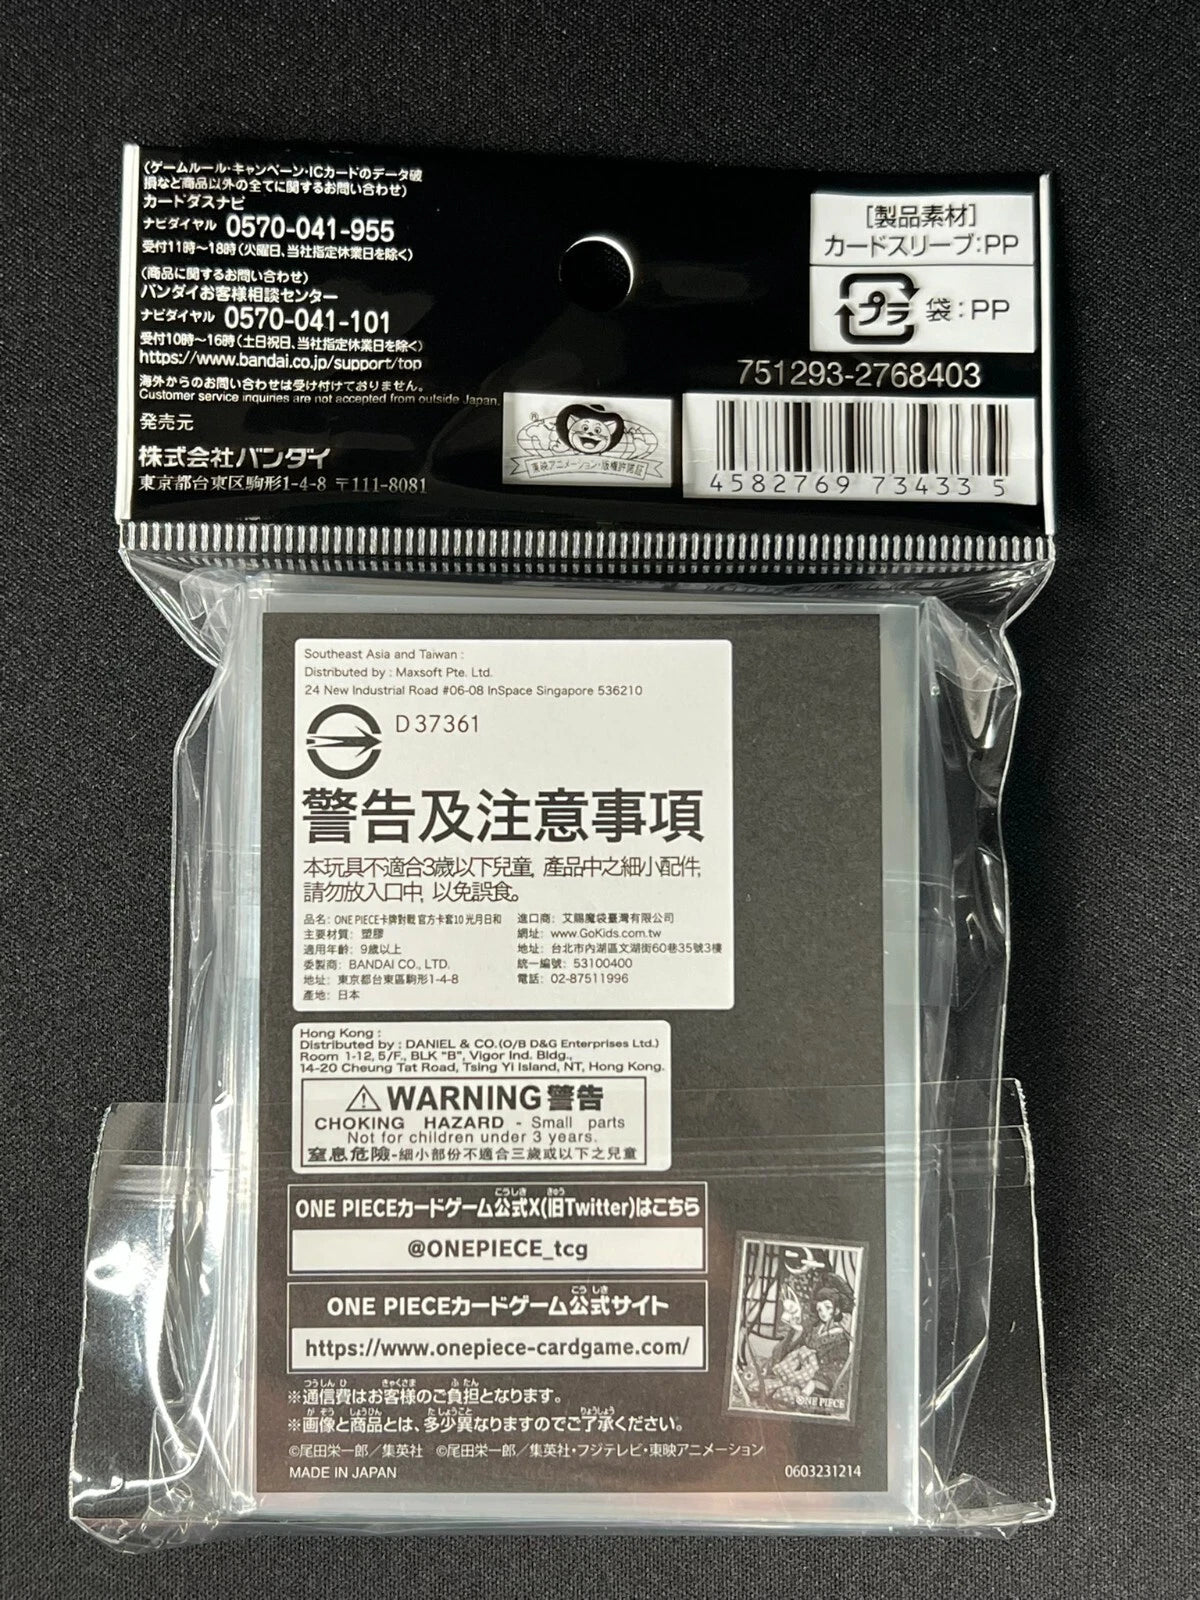 (ゲームルール・キャンペーン・ICカードのデータ破
損など商品以外の全てに関するお問い合わせ)
カードダスナビ
ナビダイヤル 0570-041-955
受付11時～18時(火曜日、当社指定休業日を除く)
(商品に関するお問い合わせ)
バンダイお客様相談センター
ナビダイヤル 0570-041-101
受付10時～16時(土日祝日、当社指定休業日を除く)
https://www.bandai.co.jp/support/top
海外からのお問い合わせは受け付けておりません。
Customer service inquiries are not accepted from outside Japan.
発売元
株式会社バンダイ
東京都台東区駒形1-4-8 〒111-8081
[製品素材]
カードスリーブ:PP
プラ 袋:PP
751293-2768403
®
東映アニメーション・版権許諾証
4582769 73433 5
Southeast Asia and Taiwan :
Distributed by : Maxsoft Pte. Ltd.
24 New Industrial Road #06-08 InSpace Singapore 536210
D37361
警告及注意事項
本玩具不適合3歲以下兒童, 產品中之細小配件,
請勿放入口中, 以免誤食。
品名: ONE PIECE卡牌對戰 官方卡套10 光月日和
主要材質: 塑膠
適用年齡: 9歲以上
委製商: BANDAI CO., LTD.
地址: 東京都台東區駒形1-4-8
產地: 日本
進口商: 艾賜魔袋臺灣有限公司
網址: www.GoKids.com.tw
地址: 台北市內湖區文湖街60巷35號3樓
統一編號: 53100400
電話: 02-87511996
Hong Kong :
Distributed by : DANIEL & CO.(O/B D&G Enterprises Ltd.)
Room 1-12, 5/F., BLK "B", Vigor Ind. Bldg.,
14-20 Cheung Tat Road, Tsing Yi Island, NT, Hong Kong.
WARNING 警告
CHOKING HAZARD - Small parts
Not for children under 3 years.
窒息危險-細小部份不適合三歲或以下之兒童
ONE PIECEカードゲーム公式X(旧Twitter)はこちら
@ONEPIECE_tcg
ONE PIECEカードゲーム公式サイト
https://www.onepiece-cardgame.com/
※通信費はお客様のご負担となります。
※画像と商品とは、多少異なりますのでご了承ください。
©尾田栄一郎／集英社 ©尾田栄一郎／集英社・フジテレビ・東映アニメーション
MADE IN JAPAN
0603231214
ONE PIECE